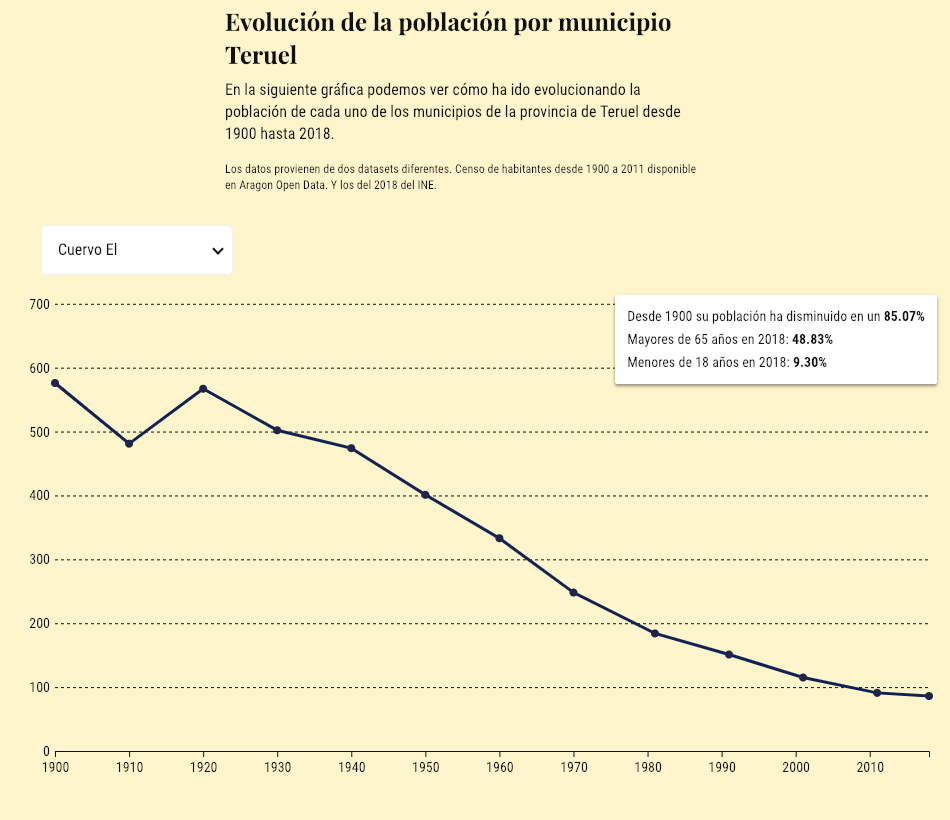 Evolución de la población por municipio
Teruel
En la siguiente gráfica podemos ver cómo ha ido evolucionando la
población de cada uno de los municipios de la provincia de Teruel desde
1900 hasta 2018.
Los datos provienen de dos datasets diferentes. Censo de habitantes desde 1900 a 2011 disponible
en Aragon Open Data. Y los del 2018 del INE.
Cuervo El
Desde 1900 su población ha disminuido en un 85.07%
Mayores de 65 años en 2018: 48.83%
Menores de 18 años en 2018: 9.30%
700
600
500
400
300
200
100
0
1900 1910 1920 1930 1940 1950 1960 1970 1980 1990 2000 2010